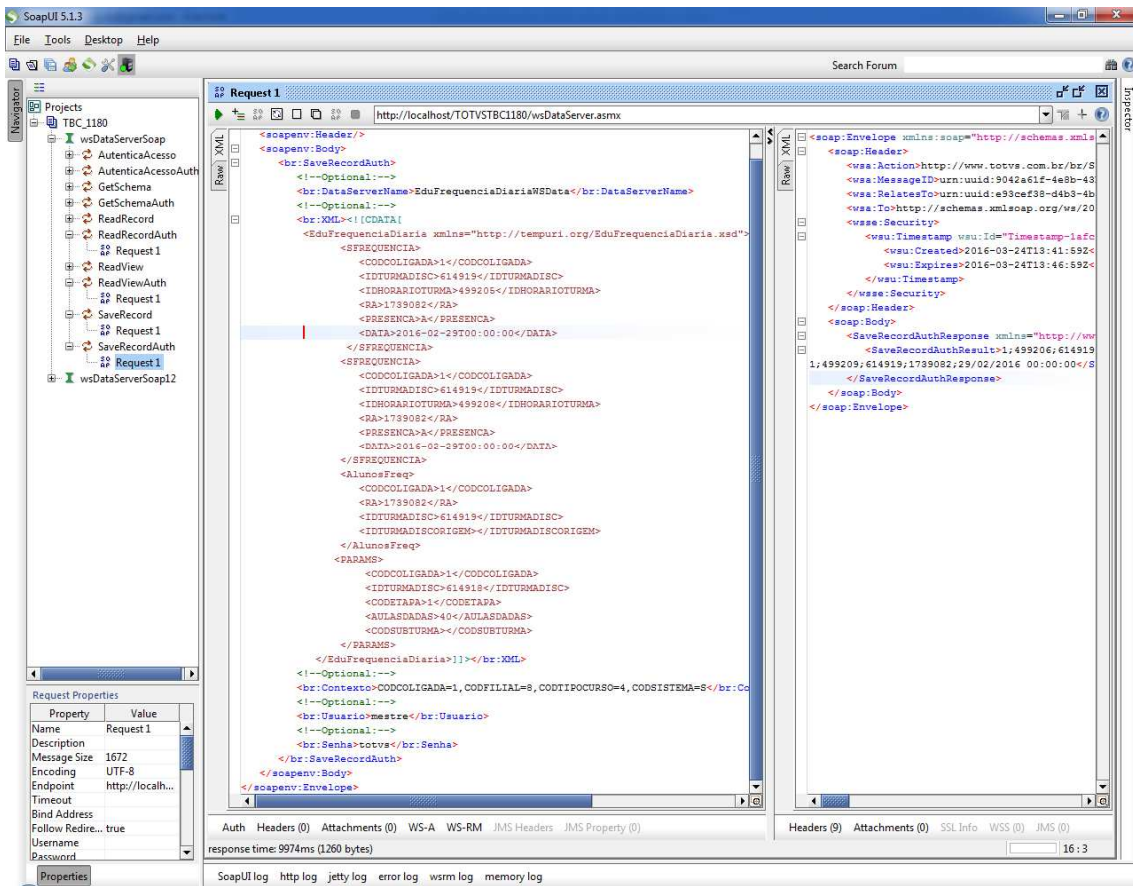 SoapUI 5.1.3
File Tools Desktop Help
Search Forum
Navigator
Projects
TBC_1180
wsDataServerSoap
AutenticaAcesso
AutenticaAcessoAuth
GetSchema
GetSchemaAuth
ReadRecord
ReadRecordAuth
Request 1
ReadView
ReadViewAuth
Request 1
SaveRecord
Request 1
SaveRecordAuth
Request 1
wsDataServerSoap12
Request Properties
Property Value
Name Request 1
Description
Message Size 1672
Encoding UTF-8
Endpoint http://localh...
Timeout
Bind Address
Follow Redire... true
Username
Password
Properties
Request 1
http://localhost/TOTVSTBC1180/wsDataServer.asmx
XML
Raw
<soapenv:Header/>
<soapenv:Body>
<br:SaveRecordAuth>
<!--Optional:-->
<br:DataServerName>EduFrequenciaDiariaWSData</br:DataServerName>
<!--Optional:-->
<br:XML><![CDATA[
<EduFrequenciaDiaria xmlns="http://tempuri.org/EduFrequenciaDiaria.xsd">
<SFREQUENCIA>
<CODCOLIGADA>1</CODCOLIGADA>
<IDTURMADISC>614919</IDTURMADISC>
<IDHORARIOTURMA>499205</IDHORARIOTURMA>
<RA>1739082</RA>
<PRESENCA>A</PRESENCA>
<DATA>2016-02-29T00:00:00</DATA>
</SFREQUENCIA>
<SFREQUENCIA>
<CODCOLIGADA>1</CODCOLIGADA>
<IDTURMADISC>614919</IDTURMADISC>
<IDHORARIOTURMA>499208</IDHORARIOTURMA>
<RA>1739082</RA>
<PRESENCA>A</PRESENCA>
<DATA>2016-02-29T00:00:00</DATA>
</SFREQUENCIA>
<AlunosFreq>
<CODCOLIGADA>1</CODCOLIGADA>
<RA>1739082</RA>
<IDTURMADISC>614919</IDTURMADISC>
<IDTURMADISCORIGEM></IDTURMADISCORIGEM>
</AlunosFreq>
<PARAMS>
<CODCOLIGADA>1</CODCOLIGADA>
<IDTURMADISC>614918</IDTURMADISC>
<CODETAPA>1</CODETAPA>
<AULASDADAS>40</AULASDADAS>
<CODSUBTURMA></CODSUBTURMA>
</PARAMS>
</EduFrequenciaDiaria>]]></br:XML>
<!--Optional:-->
<br:Contexto>CODCOLIGADA=1,CODFILIAL=8,CODTIPOCURSO=4,CODSISTEMA=S</br:Co
<!--Optional:-->
<br:Usuario>mestre</br:Usuario>
<!--Optional:-->
<br:Senha>totvs</br:Senha>
</br:SaveRecordAuth>
</soapenv:Body>
</soapenv:Envelope>
Auth Headers (0) Attachments (0) WS-A WS-RM JMS Headers JMS Property (0)
response time: 9974ms (1260 bytes)
XML
Raw
<soap:Envelope xmlns:soap="http://schemas.xmls
<soap:Header>
<wsa:Action>http://www.totvs.com.br/br/S
<wsa:MessageID>urn:uuid:9042a61f-4e8b-43
<wsa:RelatesTo>urn:uuid:e93cef38-d4b3-4b
<wsa:To>http://schemas.xmlsoap.org/ws/20
<wsse:Security>
<wsu:Timestamp wsu:Id="Timestamp-1afc
<wsu:Created>2016-03-24T13:41:59Z<
<wsu:Expires>2016-03-24T13:46:59Z<
</wsu:Timestamp>
</wsse:Security>
</soap:Header>
<soap:Body>
<SaveRecordAuthResponse xmlns="http://ww
<SaveRecordAuthResult>1;499206;614919
1;499209;614919;1739082;29/02/2016 00:00:00</S
</SaveRecordAuthResponse>
</soap:Body>
</soap:Envelope>
Headers (9) Attachments (0) SSL Info WSS (0) JMS (0)
16 : 3
Inspector
SoapUI log http log jetty log error log wsrm log memory log